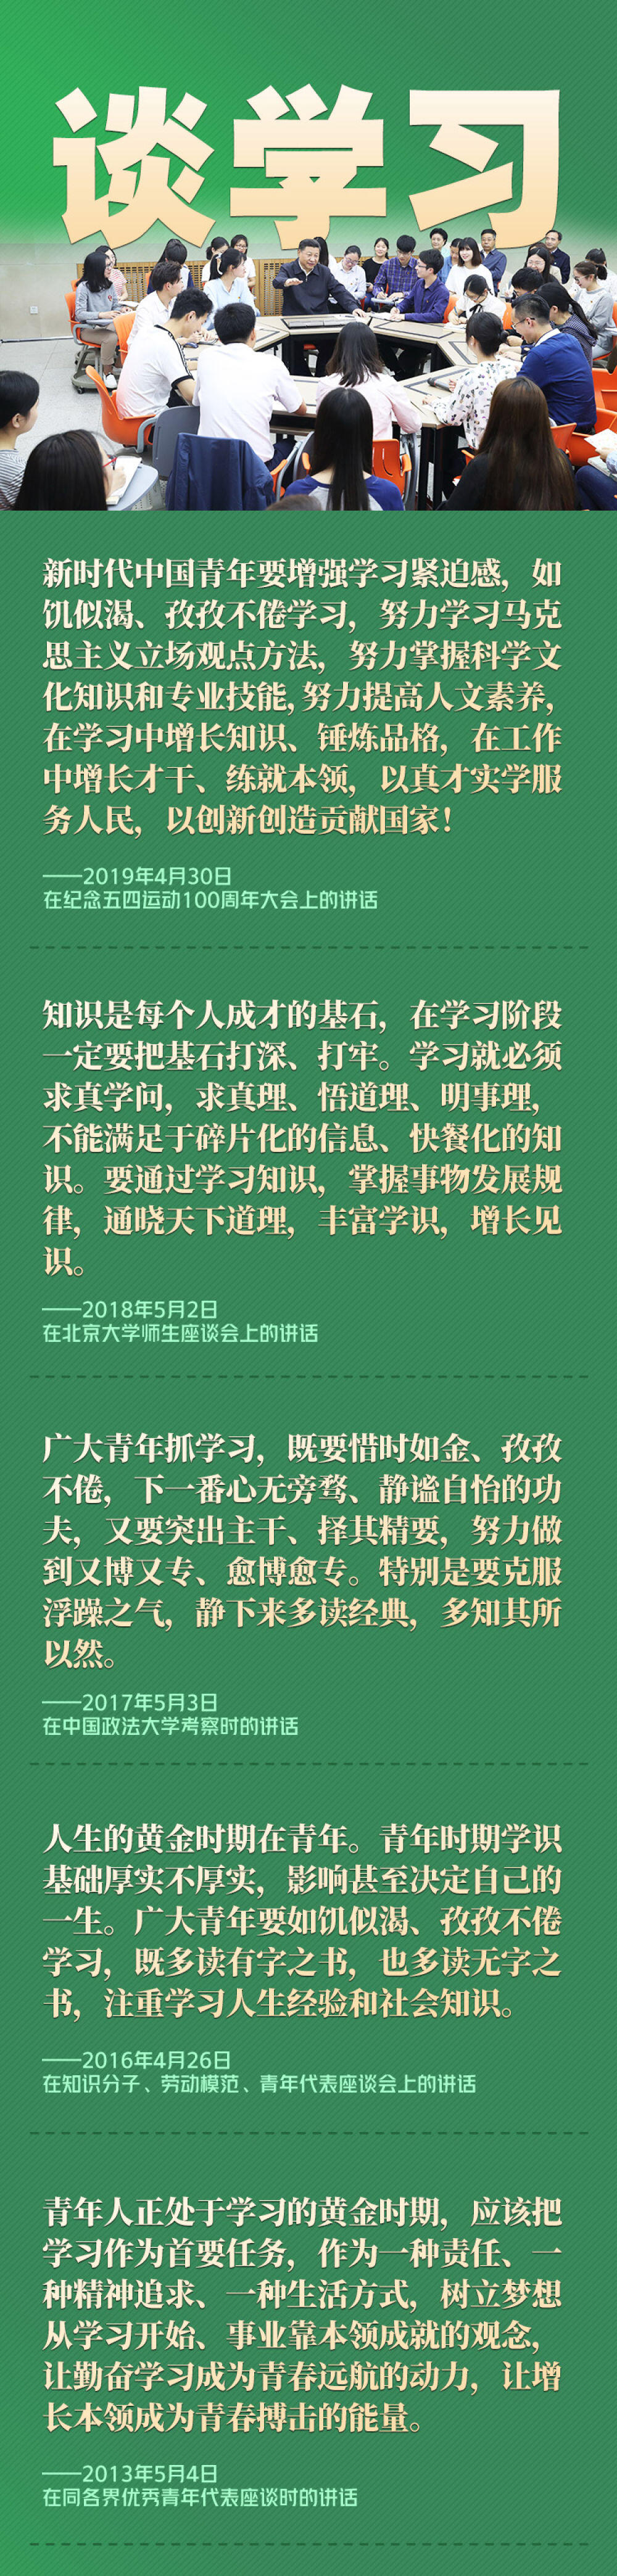 谈学习
新时代中国青年要增强学习紧迫感，如
饥似渴、孜孜不倦学习，努力学习马克
思主义立场观点方法，努力掌握科学文
化知识和专业技能，努力提高人文素养，
在学习中增长知识、锤炼品格，在工作
中增长才干、练就本领，以真才实学服
务人民，以创新创造贡献国家！
——2019年4月30日
在纪念五四运动100周年大会上的讲话
知识是每个人成才的基石，在学习阶段
一定要把基石打深、打牢。学习就必须
求真学问，求真理、悟道理、明事理，
不能满足于碎片化的信息、快餐化的知
识。要通过学习知识，掌握事物发展规
律，通晓天下道理，丰富学识，增长见
识。
——2018年5月2日
在北京大学师生座谈会上的讲话
广大青年抓学习，既要惜时如金、孜孜
不倦，下一番心无旁骛、静谧自怡的功
夫，又要突出主干、择其精要，努力做
到又博又专、愈博愈专。特别是要克服
浮躁之气，静下来多读经典，多知其所
以然。
——2017年5月3日
在中国政法大学考察时的讲话
人生的黄金时期在青年。青年时期学识
基础厚实不厚实，影响甚至决定自己的
一生。广大青年要如饥似渴、孜孜不倦
学习，既多读有字之书，也多读无字之
书，注重学习人生经验和社会知识。
——2016年4月26日
在知识分子、劳动模范、青年代表座谈会上的讲话
青年人正处于学习的黄金时期，应该把
学习作为首要任务，作为一种责任、一
种精神追求、一种生活方式，树立梦想
从学习开始、事业靠本领成就的观念，
让勤奋学习成为青春远航的动力，让增
长本领成为青春搏击的能量。
——2013年5月4日
在同各界优秀青年代表座谈时的讲话